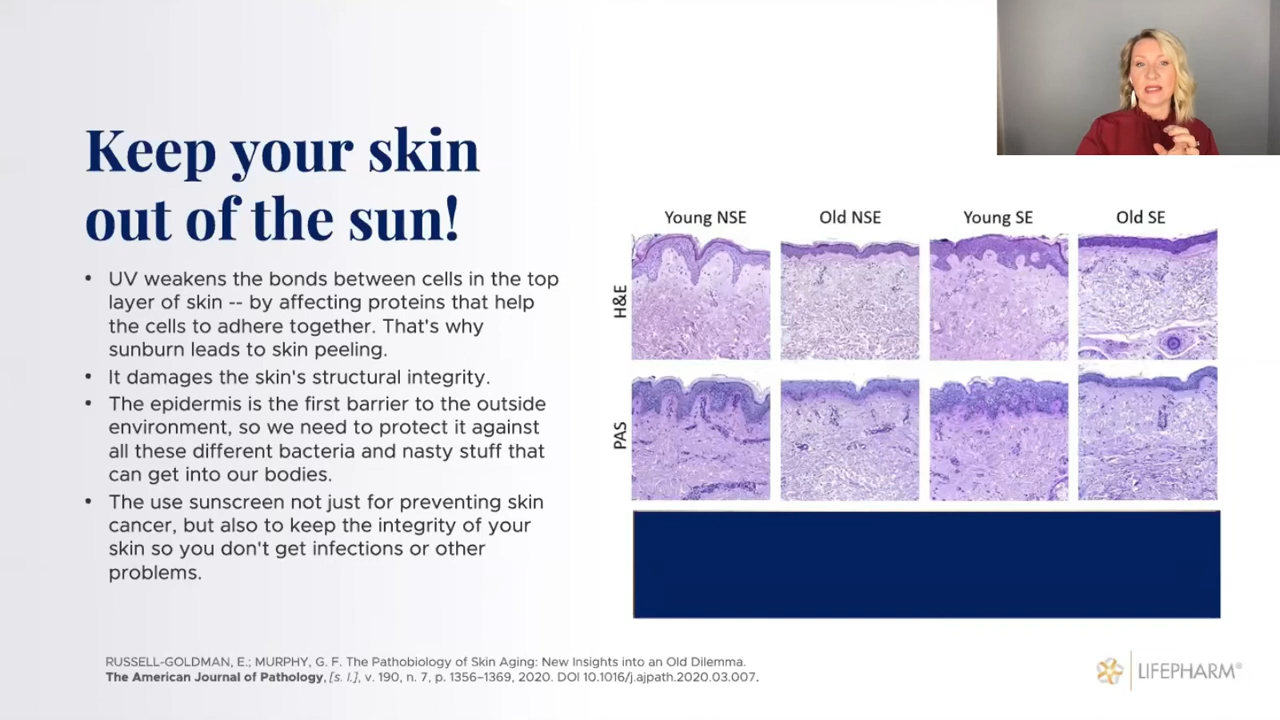 Keep your skin
out of the sun!
• UV weakens the bonds between cells in the top
layer of skin -- by affecting proteins that help
the cells to adhere together. That's why
sunburn leads to skin peeling.
• It damages the skin's structural integrity.
• The epidermis is the first barrier to the outside
environment, so we need to protect it against
all these different bacteria and nasty stuff that
can get into our bodies.
• The use sunscreen not just for preventing skin
cancer, but also to keep the integrity of your
skin so you don't get infections or other
problems.
Young NSE Old NSE Young SE Old SE
H&E
PAS
RUSSELL-GOLDMAN, E.; MURPHY, G. F. The Pathobiology of Skin Aging: New Insights into an Old Dilemma.
The American Journal of Pathology, [s. l.], v. 190, n. 7, p. 1356–1369, 2020. DOI 10.1016/j.ajpath.2020.03.007.
LIFEPHARM®